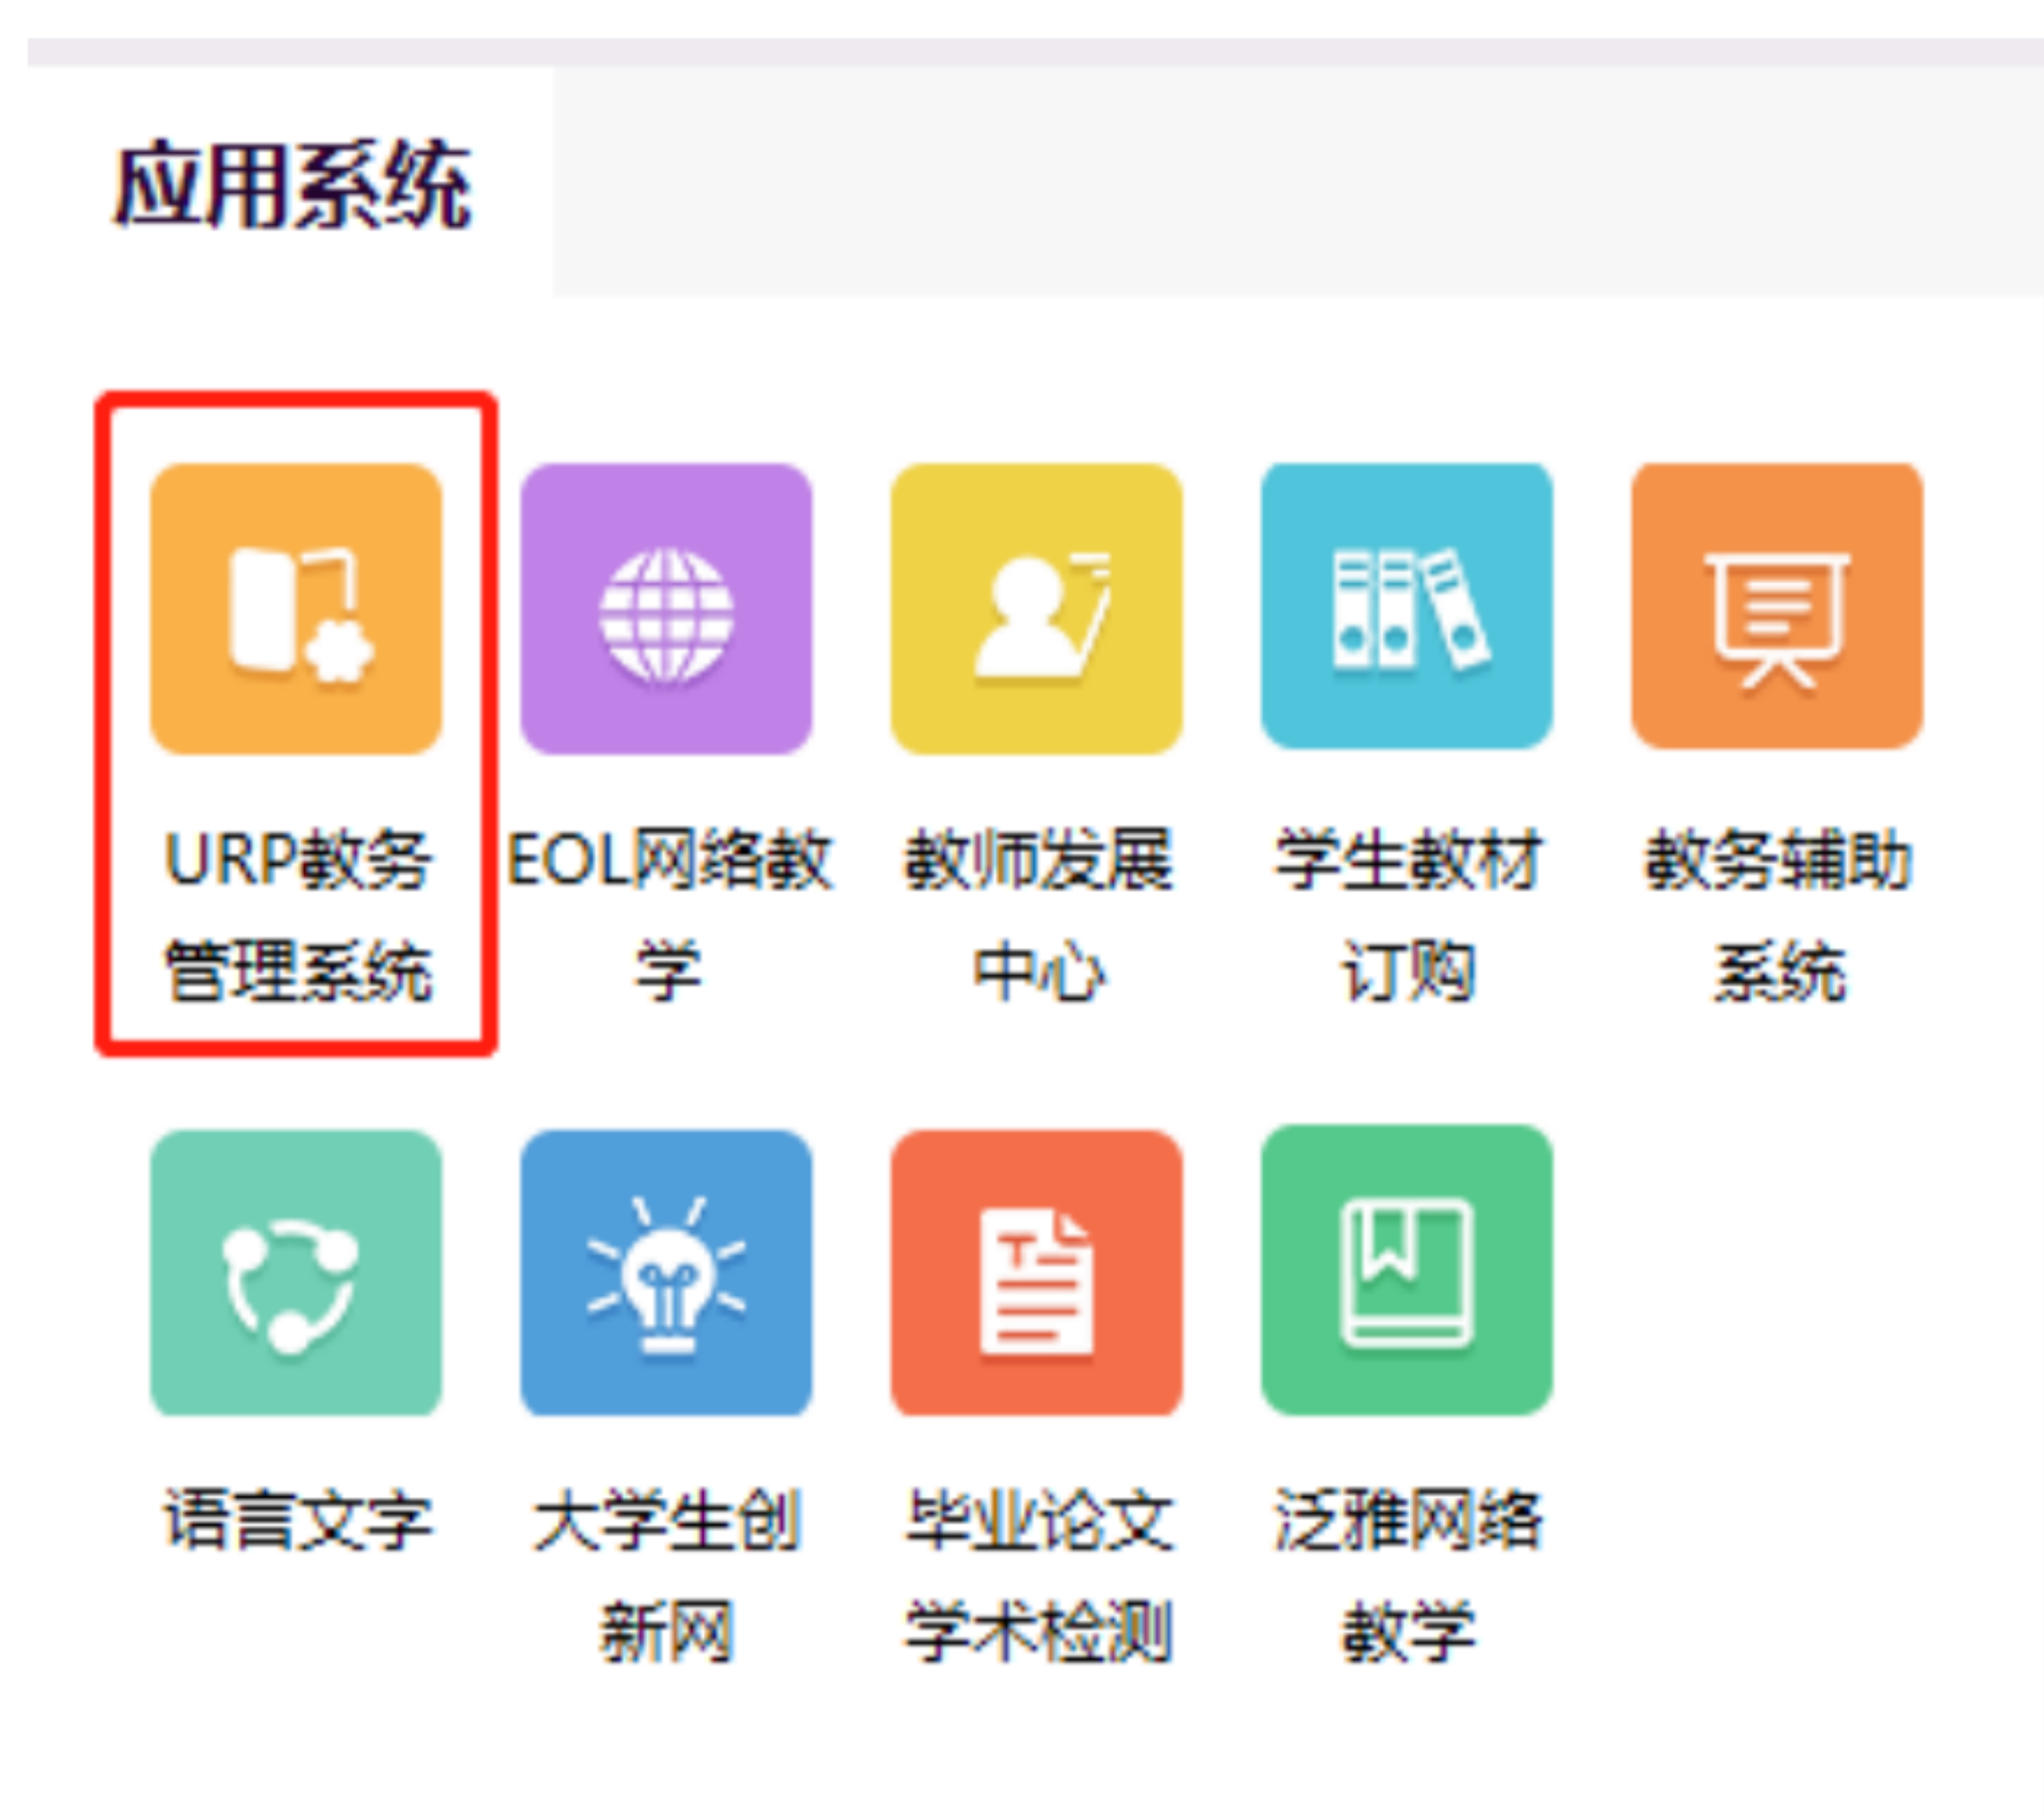 应用系统
URP教务
管理系统
EOL网络教
学
教师发展
中心
学生教材
订购
教务辅助
系统
语言文字
大学生创
新网
毕业论文
学术检测
泛雅网络
教学